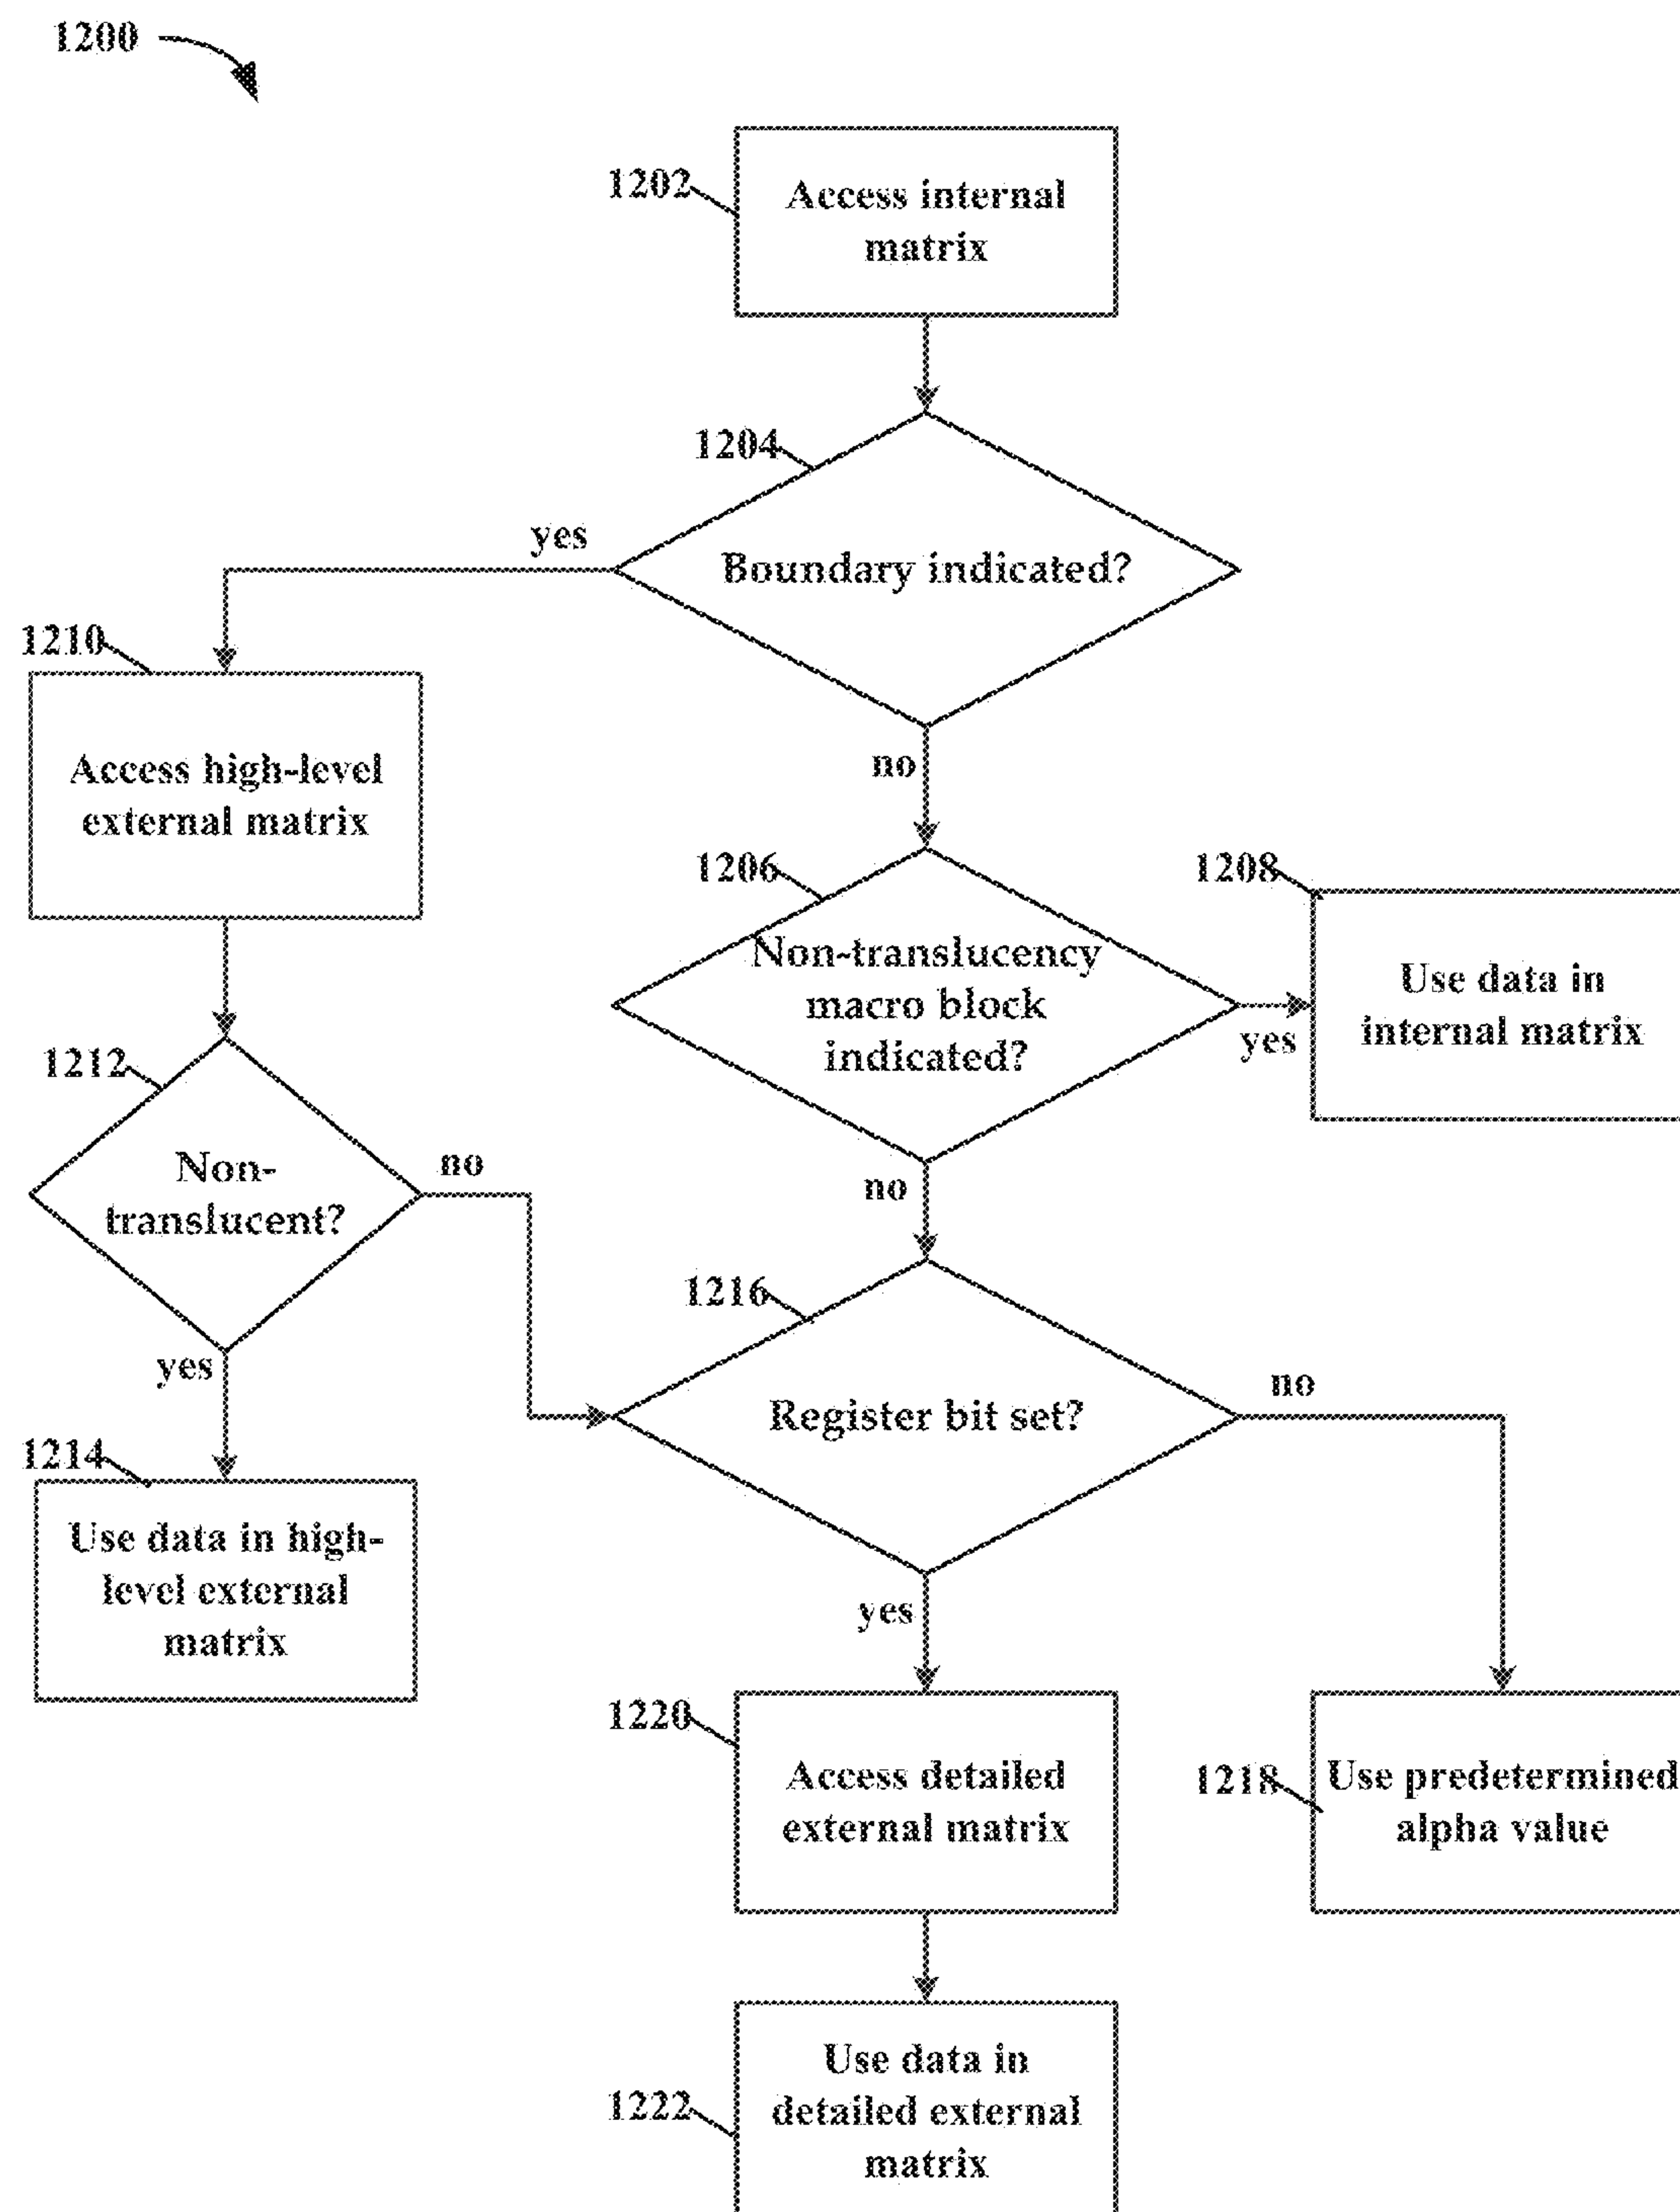 1200
1202
Access internal
matrix
1204
yes
Boundary indicated?
1210
no
Access high-level
external matrix
1206
1208
Non-translucency
macro block
indicated?
Use data in
internal matrix
yes
1212
Non-
translucent?
no
no
1216
yes
Register bit set?
no
1214
Use data in high-
level external
matrix
yes
1220
Access detailed
external matrix
1218
Use predetermined
alpha value
1222
Use data in
detailed external
matrix